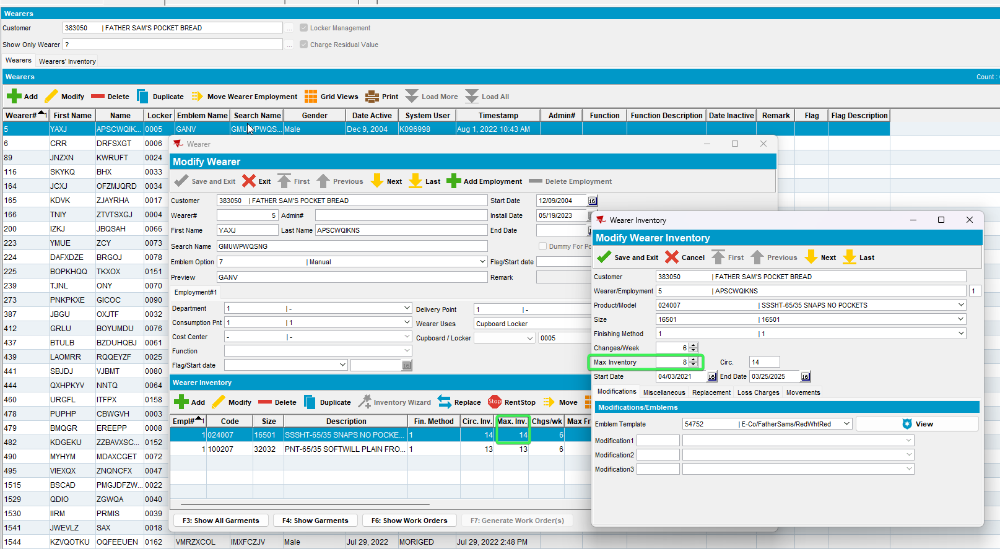 Wearers
Customer 383050 | FATHER SAM'S POCKET BREAD ... Locker Management
Show Only Wearer ? ... Charge Residual Value
Wearers Wearers' Inventory
Wearers Count :
Add Modify Delete Duplicate Move Wearer Employment Grid Views Print Load More Load All
Wearer# 1 First Name Name Locker Emblem Name Search Name Gender Date Active System User Timestamp Admin# Function Function Description Date Inactive Remark Flag Flag Description
5 YAXJ APSCWQIK... 0005 GANV GMUWPWQS... Male Dec 9, 2004 K096998 Aug 1, 2022 10:43 AM
6 CRR DRFSXGT 0006
89 JNZXN KWRUFT 0024
116 SKYKQ BHX 0033
164 JCXJ OFZMJQRD 0034
165 KDVK ZJAYRHA 0017
166 TNIY ZTVTSXGJ 0004
200 IZKJ JBQSAH 0066
223 YMUE ZCY 0073
224 DAFXDZE BRGOJ 0078
225 BOPKHQQ TKXOX 0151
239 TJNL ONY 0070
273 PNKPKXE GICOC 0090
387 JBGU OXJTF 0032
412 GRLU BOYUMDU 0076
437 BTULB BZDUHQBJ 0061
439 LAOMRR RQQEYZF 0025
441 SBJDJ VJBMT 0080
444 QXHPKYV NNTQ 0064
460 URGFL ITFPX 0158
478 PUPHP CBWGVH 0003
479 BMQGR EREEPP 0008
482 KDGEKU ZZBAVXSC... 0152
490 MYHYM MDAXCGET 0072
495 VIEXQX ZNQNCFX 0047
1515 BSCAD PMGJDFZW... 0022
1529 QDIO ZGWQA 0040
1530 IIRM PRMIS 0039
1541 JWEVLZ SAX 0018
1544 KZVQOTKU OQFEEUEN 0162 VMRZXCOL IMXFCZJV Male Jul 29, 2022 MORIGED Jul 29, 2022 2:48 PM
Wearer
Modify Wearer
Save and Exit Exit First Previous Next Last Add Employment Delete Employment
Customer 383050 | FATHER SAM'S POCKET BREAD Start Date 12/09/2004 16
Wearer# 5 Admin# Install Date 05/19/2023
First Name YAXJ Last Name APSCWQIKNS End Date
Search Name GMUWPWQSNG Dummy For Po
Emblem Option 7 | Manual Flag/Start date
Preview GANV Remark
Employment#1
Department 1 | - Delivery Point 1 | -
Consumption Pnt 1 | 1 Wearer Uses Cupboard Locker
Cost Center - | - Cupboard / Locker 0005
Function
Flag/Start date 16
Wearer Inventory
Add Modify Delete Duplicate Inventory Wizard Replace Stop RentStop Move
Empl# 1 Code Size Description Fin. Method Circ. Inv. Max. Inv. Chgs/wk Max Fr
1 024007 16501 SSSHT-65/35 SNAPS NO POCKE... 1 14 14 6
1 100207 32032 PNT-65/35 SOFTWILL PLAIN FRO... 1 13 13 6
F3: Show All Garments F4: Show Garments F6: Show Work Orders F7: Generate Work Order(s)
Wearer Inventory
Modify Wearer Inventory
Save and Exit Cancel First Previous Next Last
Customer 383050 | FATHER SAM'S POCKET BREAD
Wearer/Employment 5 | APSCWQIKNS 1
Product/Model 024007 | SSSHT-65/35 SNAPS NO POCKETS
Size 16501 | 16501
Finishing Method 1 | 1
Changes/Week 6
Max Inventory 8 Circ. 14
Start Date 04/03/2021 16 End Date 03/25/2025 16
Modifications Miscellaneous Replacement Loss Charges Movements
Modifications/Emblems
Emblem Template 54752 | E-Co/FatherSams/RedWhtRed View
Modification1
Modification2
Modification3